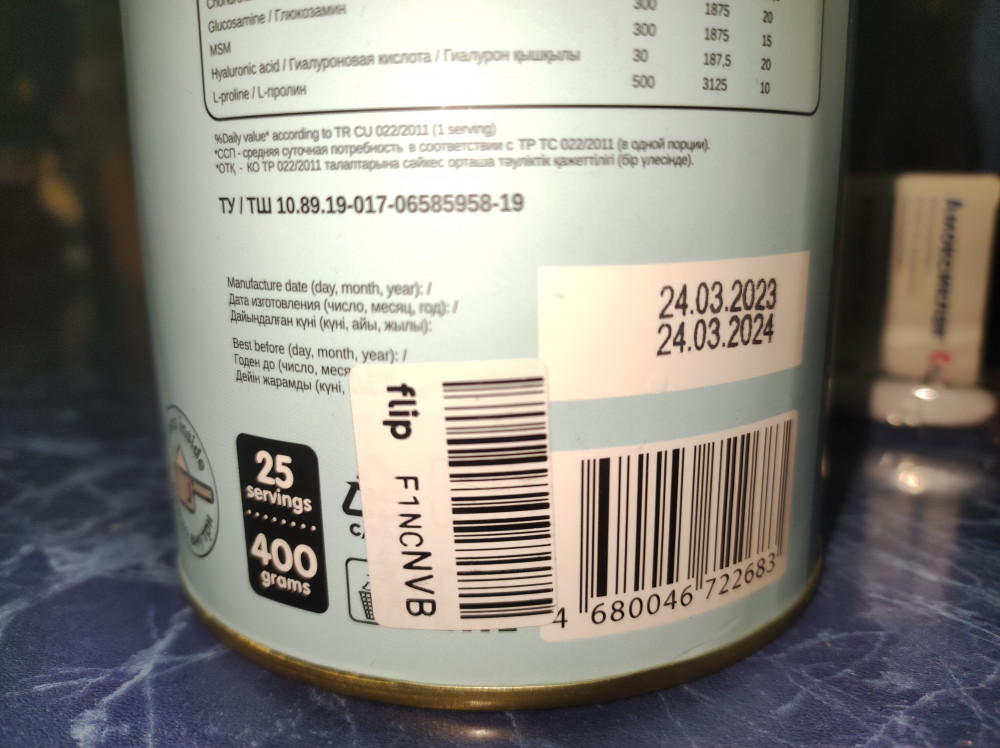 Glucosamine / Глюкозамин 300 1875 20
MSM 300 1875 15
Hyaluronic acid / Гиалуроновая кислота / Гиалурон қышқылы 30 187,5 20
L-proline / L-пролин 500 3125 10
%Daily value* according to TR CU 022/2011 (1 serving)
*ССП - средняя суточная потребность в соответствии с ТР ТС 022/2011 (в одной порции).
*ОТҚ - КО ТР 022/2011 талаптарына сәйкес орташа тәуліктік қажеттілігі (бір үлесінде).
ТУ / ТШ 10.89.19-017-06585958-19
Manufacture date (day, month, year): /
Дата изготовления (число, месяц, год): /
Дайындалған күні (күні, айы, жылы):
24.03.2023
24.03.2024
Best before (day, month, year): /
Годен до (число,
Дейін жарамды (күні,
flip
F1NCNVB
25
servings
400
grams
inside
4 680046 722683